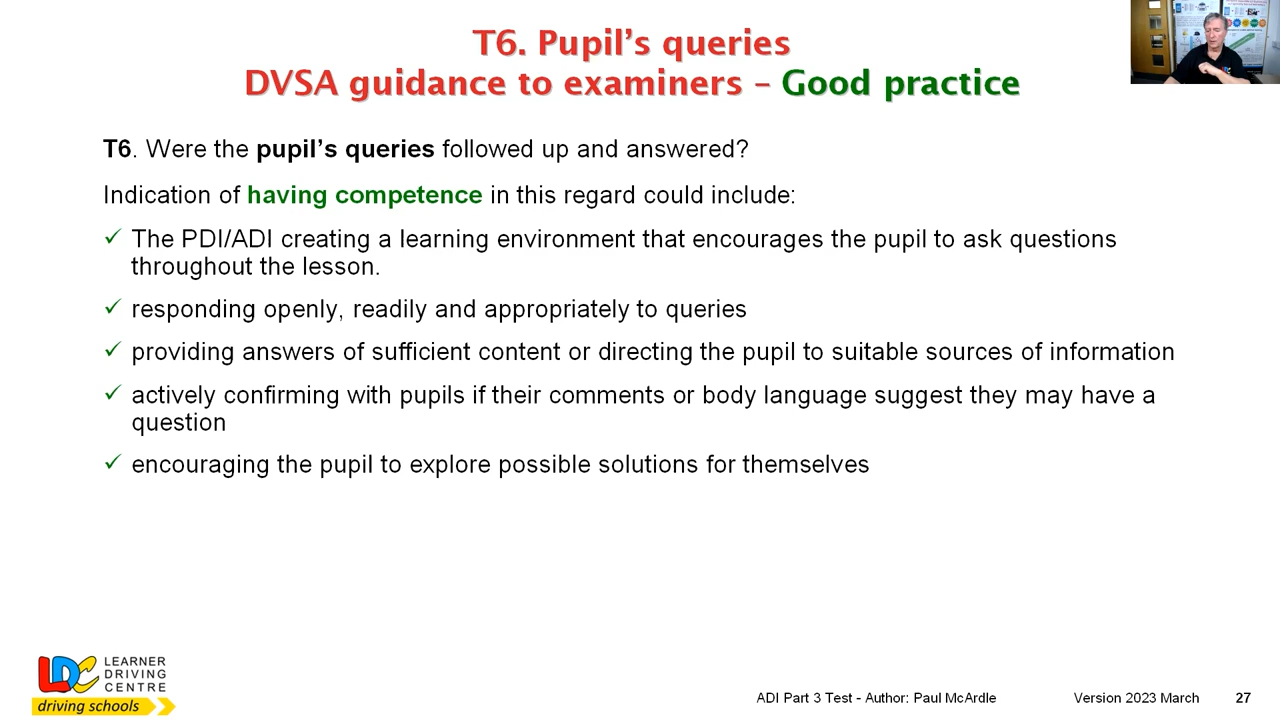 T6. Pupil's queries
DVSA guidance to examiners – Good practice
T6. Were the pupil's queries followed up and answered?
Indication of having competence in this regard could include:
✓ The PDI/ADI creating a learning environment that encourages the pupil to ask questions
throughout the lesson.
✓ responding openly, readily and appropriately to queries
✓ providing answers of sufficient content or directing the pupil to suitable sources of information
✓ actively confirming with pupils if their comments or body language suggest they may have a
question
✓ encouraging the pupil to explore possible solutions for themselves
LDC
LEARNER
DRIVING
CENTRE
driving schools
ADI Part 3 Test - Author: Paul McArdle
Version 2023 March
27